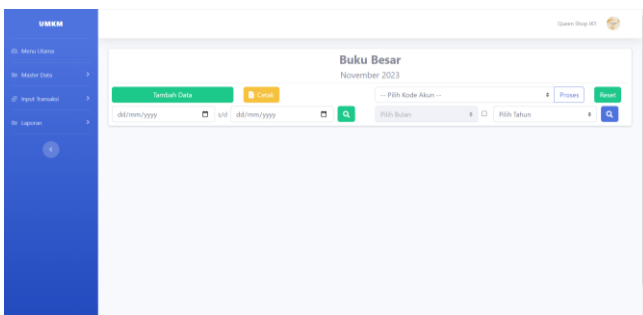 UMKM
Queen Shop IKT
Menu Utama
Master Data
Input Transaksi
Laporan
Buku Besar
November 2023
Tambah Data
Cetak
-- Pilih Kode Akun --
Proses
Reset
dd/mm/yyyy s/d dd/mm/yyyy
Pilih Bulan
Pilih Tahun